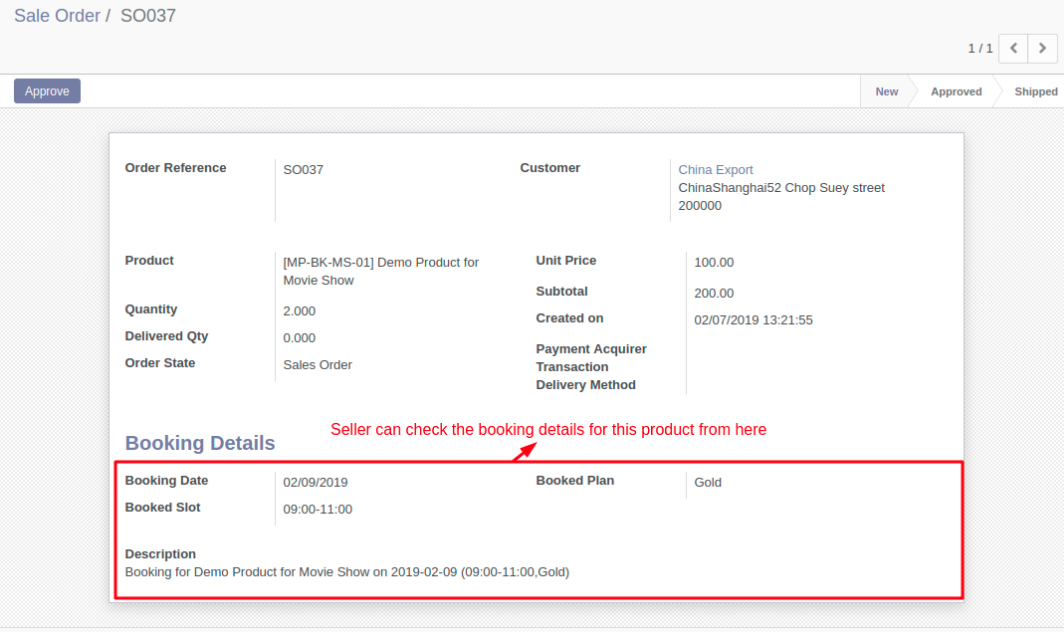 Sale Order / SO037
1 / 1
Approve
New Approved Shipped
Order Reference SO037
Customer China Export
ChinaShanghai52 Chop Suey street
200000
Product [MP-BK-MS-01] Demo Product for
Movie Show
Quantity 2.000
Delivered Qty 0.000
Order State Sales Order
Unit Price 100.00
Subtotal 200.00
Created on 02/07/2019 13:21:55
Payment Acquirer
Transaction
Delivery Method
Seller can check the booking details for this product from here
Booking Details
Booking Date 02/09/2019
Booked Slot 09:00-11:00
Booked Plan Gold
Description
Booking for Demo Product for Movie Show on 2019-02-09 (09:00-11:00,Gold)